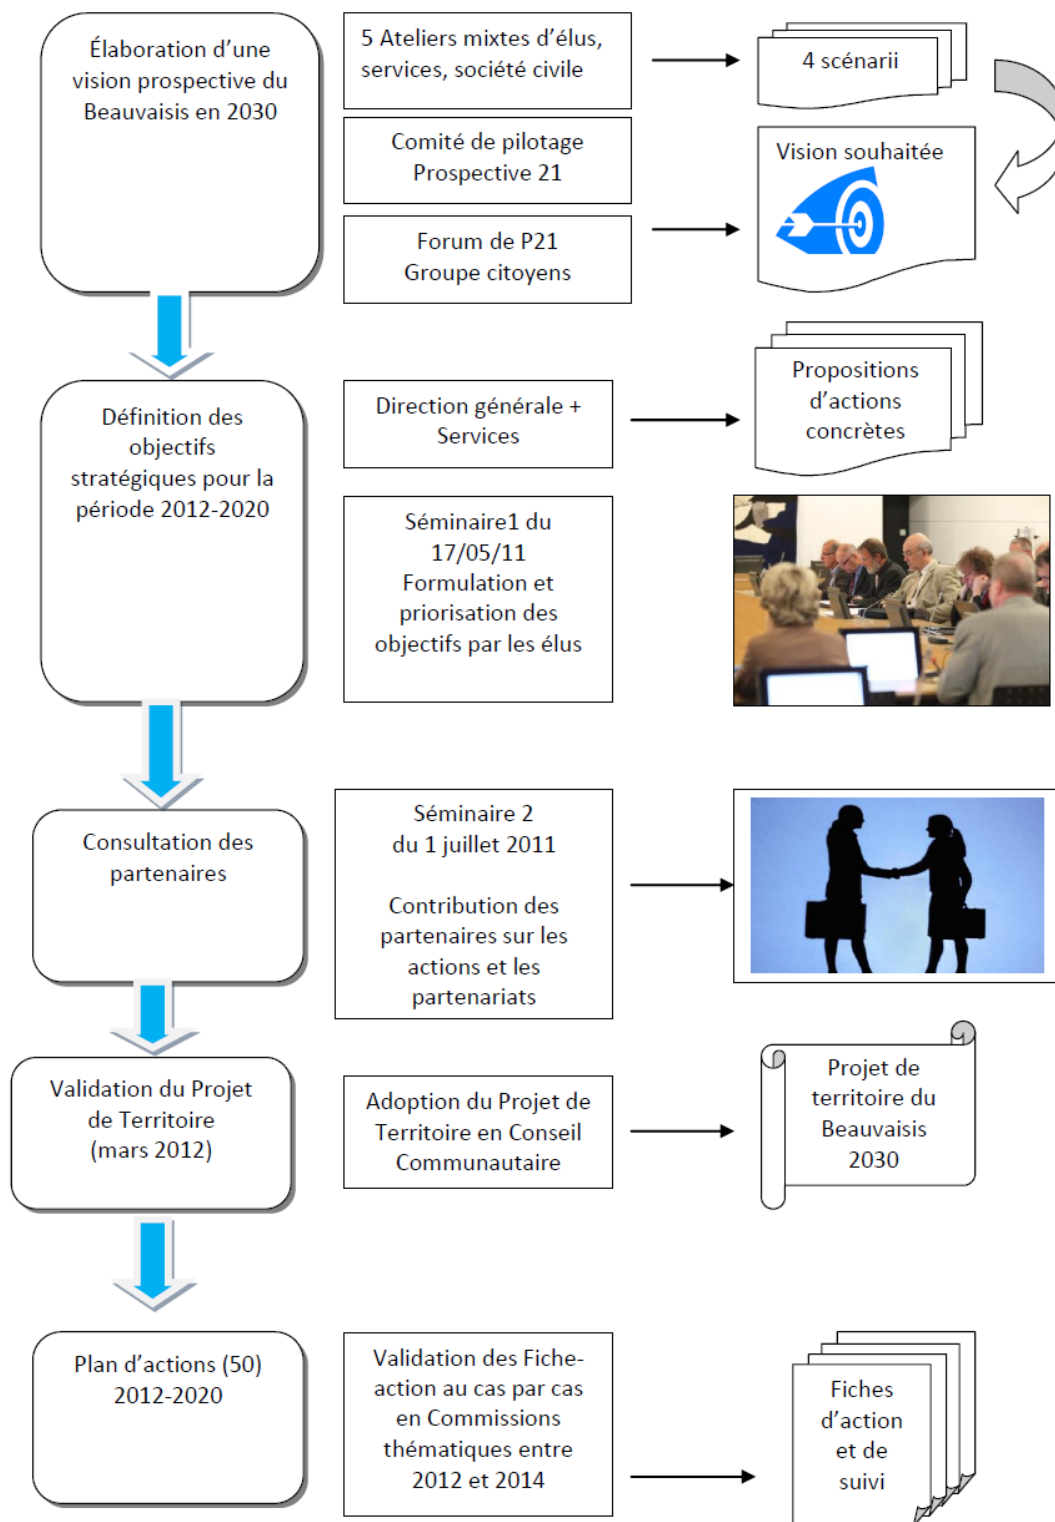 Élaboration d’une
vision prospective du
Beauvaisis en 2030
5 Ateliers mixtes d’élus,
services, société civile
4 scénarii
Comité de pilotage
Prospective 21
Vision souhaitée
Forum de P21
Groupe citoyens
Définition des
objectifs
stratégiques pour la
période 2012-2020
Direction générale +
Services
Propositions
d’actions
concrètes
Séminaire1 du
17/05/11
Formulation et
priorisation des
objectifs par les élus
Consultation des
partenaires
Séminaire 2
du 1 juillet 2011
Contribution des
partenaires sur les
actions et les
partenariats
Validation du Projet
de Territoire
(mars 2012)
Adoption du Projet de
Territoire en Conseil
Communautaire
Projet de
territoire du
Beauvaisis
2030
Plan d’actions (50)
2012-2020
Validation des Fiche-
action au cas par cas
en Commissions
thématiques entre
2012 et 2014
Fiches
d’action
et de
suivi